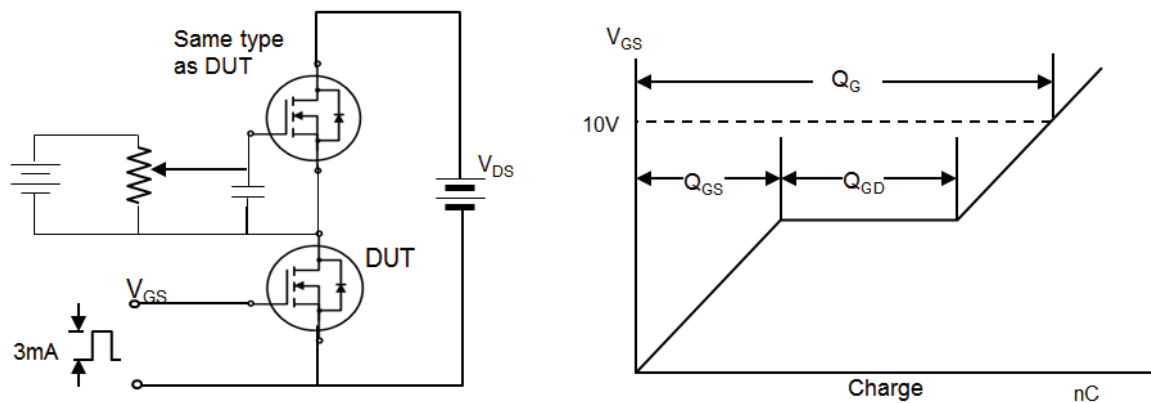 Same type
as DUT
V_DS
DUT
V_GS
3mA
V_GS
Q_G
10V
Q_GS
Q_GD
Charge
nC